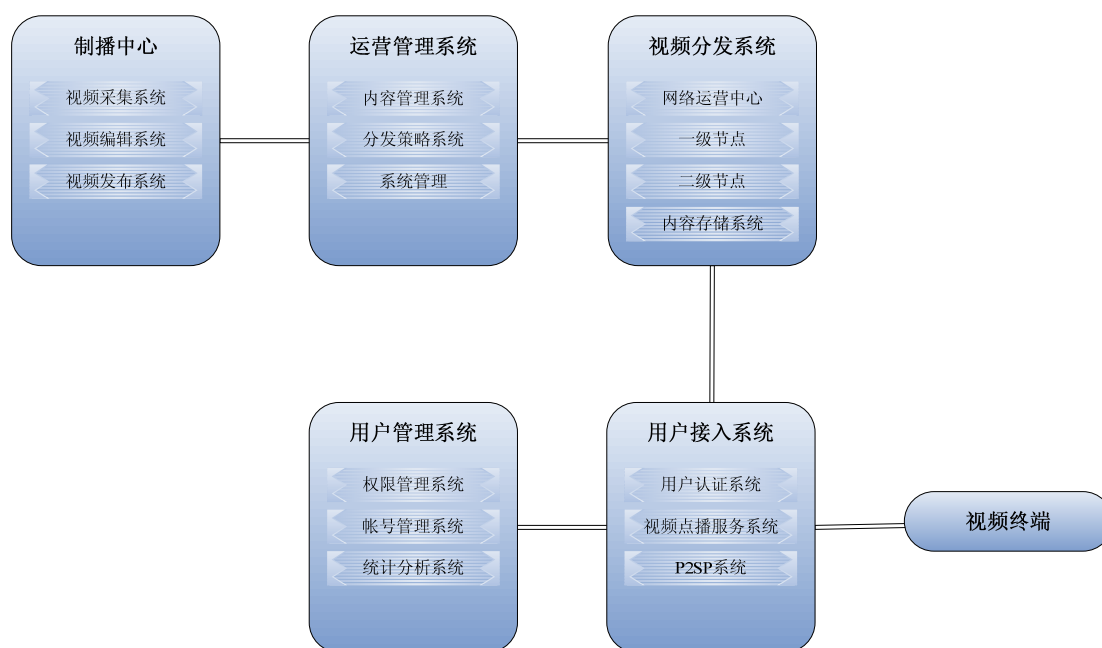 制播中心
视频采集系统
视频编辑系统
视频发布系统
运营管理系统
内容管理系统
分发策略系统
系统管理
视频分发系统
网络运营中心
一级节点
二级节点
内容存储系统
用户管理系统
权限管理系统
帐号管理系统
统计分析系统
用户接入系统
用户认证系统
视频点播服务系统
P2SP系统
视频终端